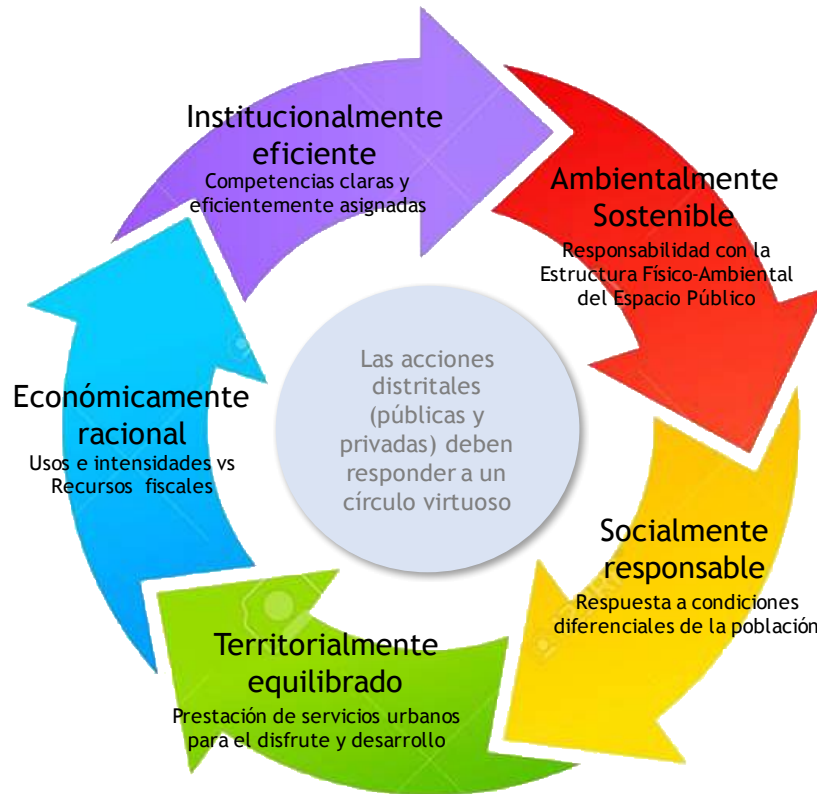 Institucionalmente
eficiente
Competencias claras y
eficientemente asignadas
Ambientalmente
Sostenible
Responsabilidad con la
Estructura Físico-Ambiental
del Espacio Público
Socialmente
responsable
Respuesta a condiciones
diferenciales de la población
Territorialmente
equilibrado
Prestación de servicios urbanos
para el disfrute y desarrollo
Económicamente
racional
Usos e intensidades vs
Recursos fiscales
Las acciones
distritales
(públicas y
privadas) deben
responder a un
círculo virtuoso